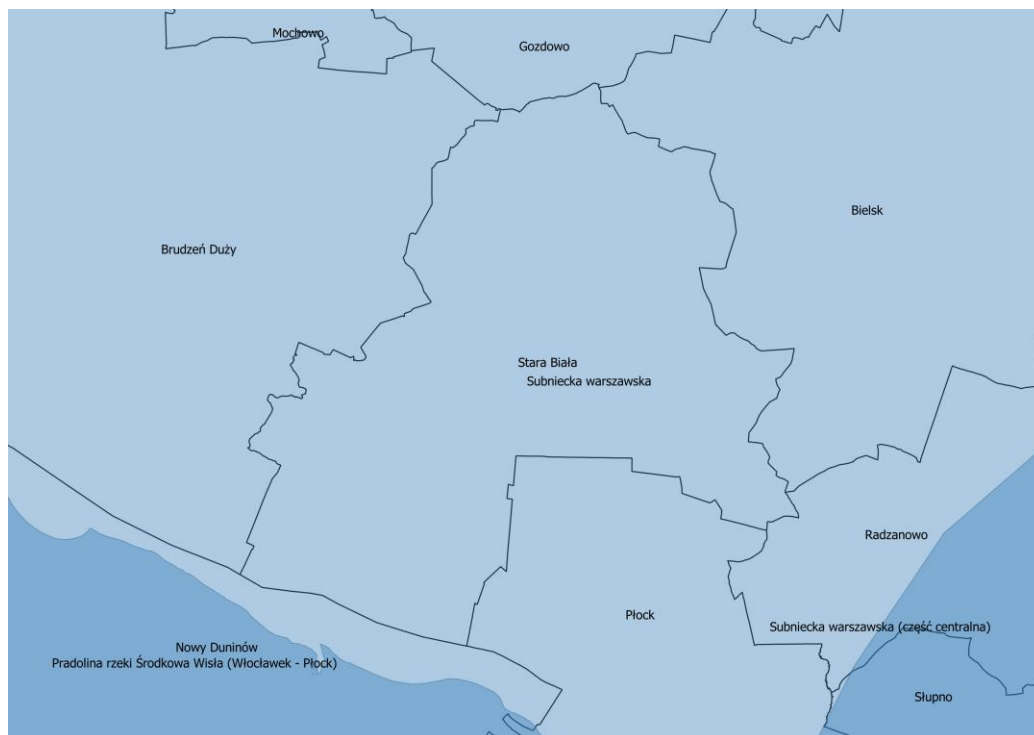 Mochowo
Gozdowo
Bielsk
Brudzeń Duży
Stara Biała
Subniecka warszawska
Radzanowo
Płock
Subniecka warszawska (część centralna)
Nowy Duninów
Pradolina rzeki Środkowa Wisła (Włocławek - Płock)
Słupno